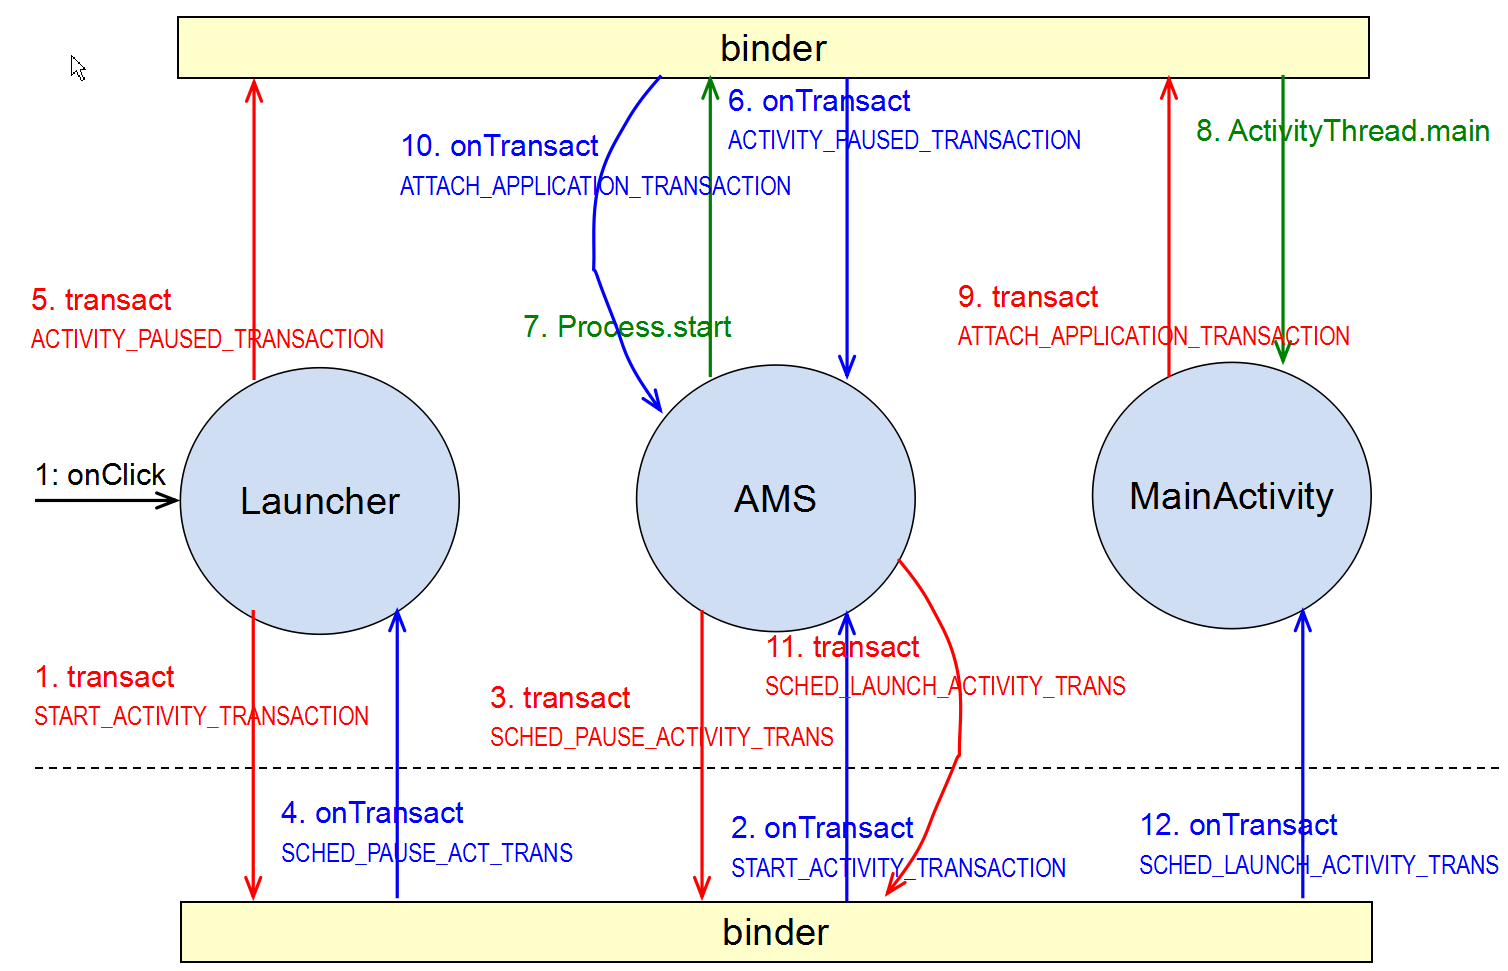 binder
6. onTransact
ACTIVITY_PAUSED_TRANSACTION
8. ActivityThread.main
10. onTransact
ATTACH_APPLICATION_TRANSACTION
5. transact
ACTIVITY_PAUSED_TRANSACTION
7. Process.start
9. transact
ATTACH_APPLICATION_TRANSACTION
1: onClick
Launcher
AMS
MainActivity
1. transact
START_ACTIVITY_TRANSACTION
3. transact
SCHED_PAUSE_ACTIVITY_TRANS
11. transact
SCHED_LAUNCH_ACTIVITY_TRANS
4. onTransact
SCHED_PAUSE_ACT_TRANS
2. onTransact
START_ACTIVITY_TRANSACTION
12. onTransact
SCHED_LAUNCH_ACTIVITY_TRANS
binder